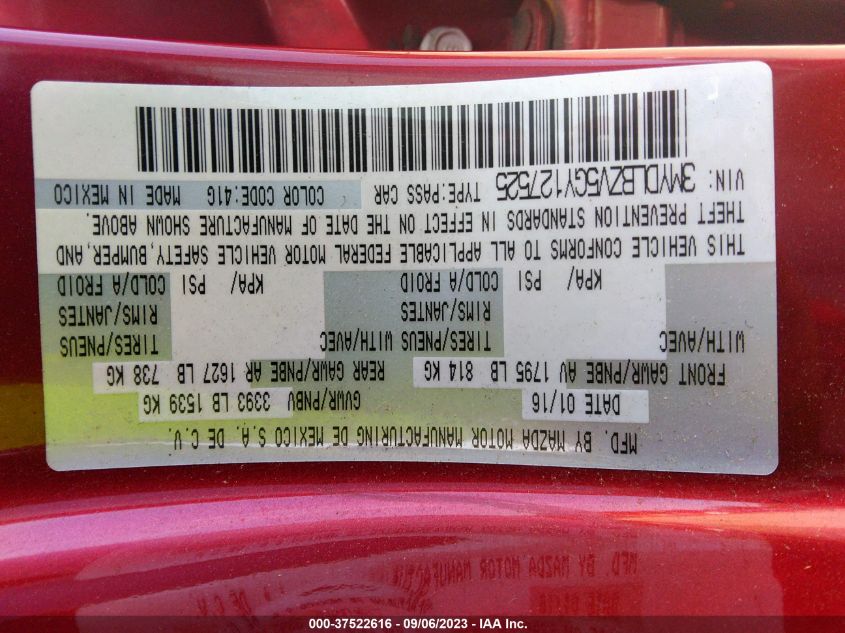 MFD. BY MAZDA MOTOR MANUFACTURING DE MEXICO S.A. DE C.V.
DATE 01/16 GVWR/PNBV 3393 LB 1539 KG
FRONT GAWR/PNBE AV 1795 LB 814 KG REAR GAWR/PNBE AR 1627 LB 738 KG
WITH/AVEC TIRES/PNEUS WITH/AVEC TIRES/PNEUS
RIMS/JANTES RIMS/JANTES
KPA/ PSI COLD/A FROID KPA/ PSI COLD/A FROID
THIS VEHICLE CONFORMS TO ALL APPLICABLE FEDERAL MOTOR VEHICLE SAFETY,BUMPER,AND
THEFT PREVENTION STANDARDS IN EFFECT ON THE DATE OF MANUFACTURE SHOWN ABOVE.
VIN: 3MYDLBZV5GY127525 TYPE:PASS CAR COLOR CODE:41G MADE IN MEXICO
MFD. BY MAZDA MOTOR
000-37522616 - 09/06/2023 - IAA Inc.